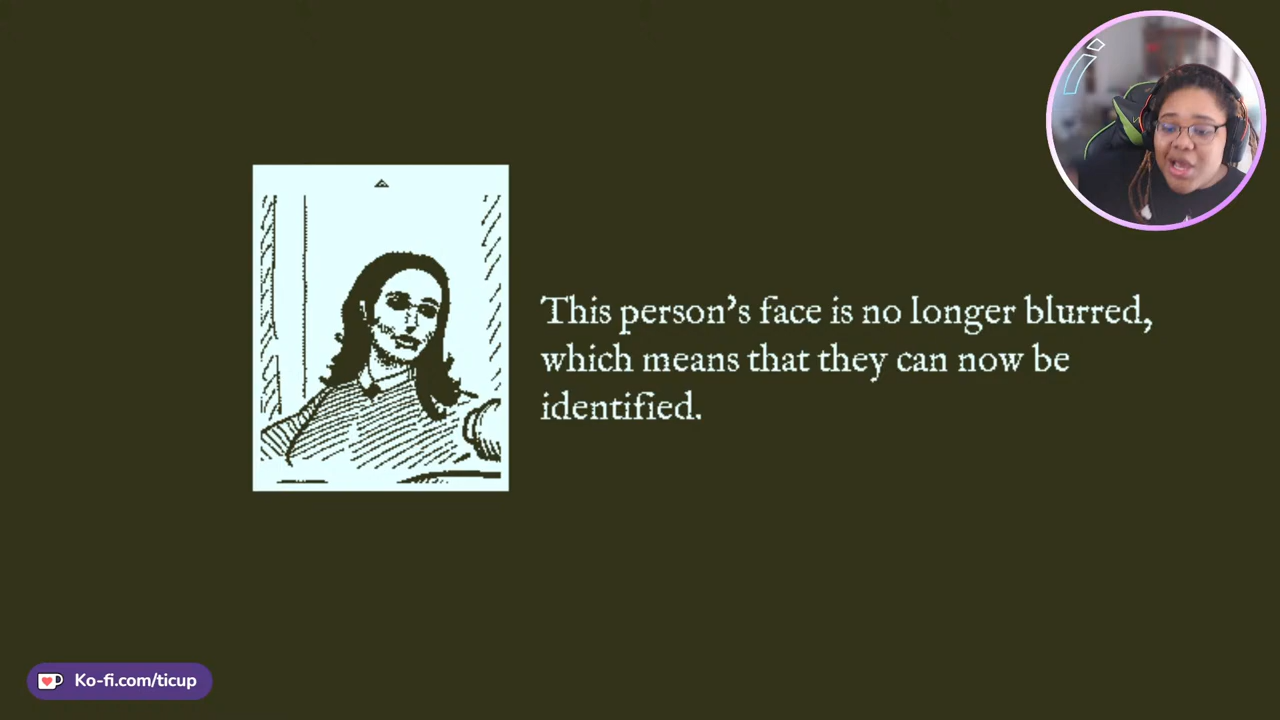 This person's face is no longer blurred,
which means that they can now be
identified.
Ko-fi.com/ticup